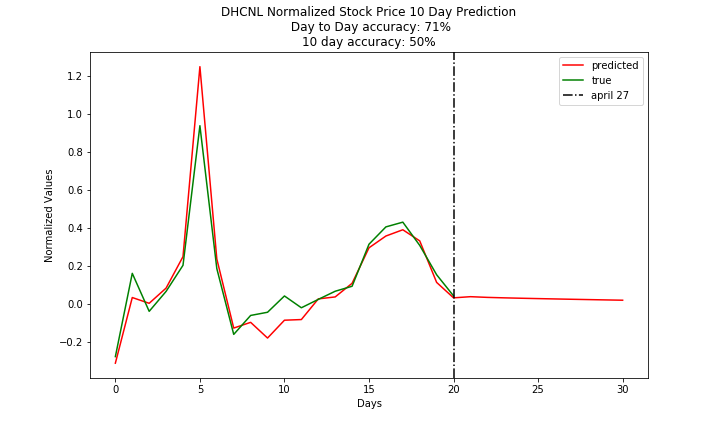 DHCNL Normalized Stock Price 10 Day Prediction
Day to Day accuracy: 71%
10 day accuracy: 50%
predicted
true
april 27
Normalized Values
1.2
1.0
0.8
0.6
0.4
0.2
0.0
−0.2
0 5 10 15 20 25 30
Days